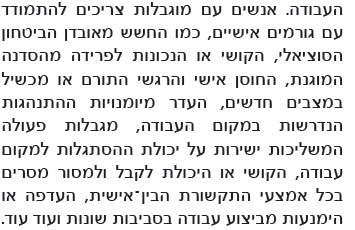 העבודה. אנשים עם מוגבלות צריכים להתמודד
עם גורמים אישיים, כמו החשש מאובדן הביטחון
הסוציאלי, הקושי או הנכונות לפרידה מהסדנה
המוגנת, החוסן אישי והרגשי התורם או מכשיל
במצבים חדשים, העדר מיומנויות ההתנהגות
הנדרשות במקום העבודה, מגבלות פעולה
המשליכות ישירות על יכולת ההסתגלות למקום
עבודה, הקושי או היכולת לקבל ולמסור מסרים
בכל אמצעי התקשורת הבין־אישית, העדפה או
הימנעות מביצוע עבודה בסביבות שונות ועוד ועוד.